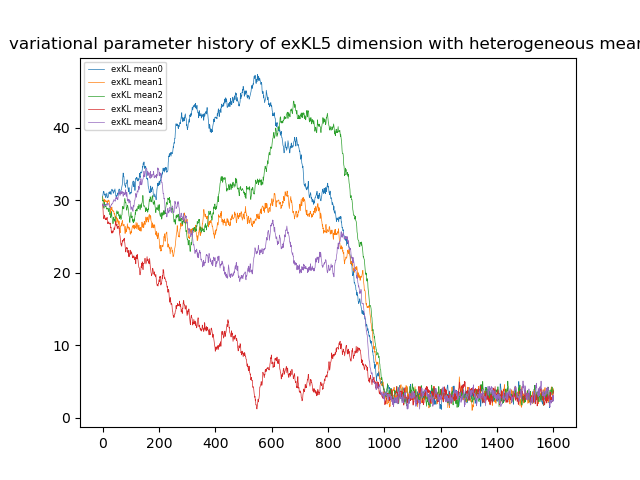 variational parameter history of exKL5 dimension with heterogeneous mean
exKL mean0
exKL mean1
exKL mean2
exKL mean3
exKL mean4
40
30
20
10
0
0 200 400 600 800 1000 1200 1400 1600